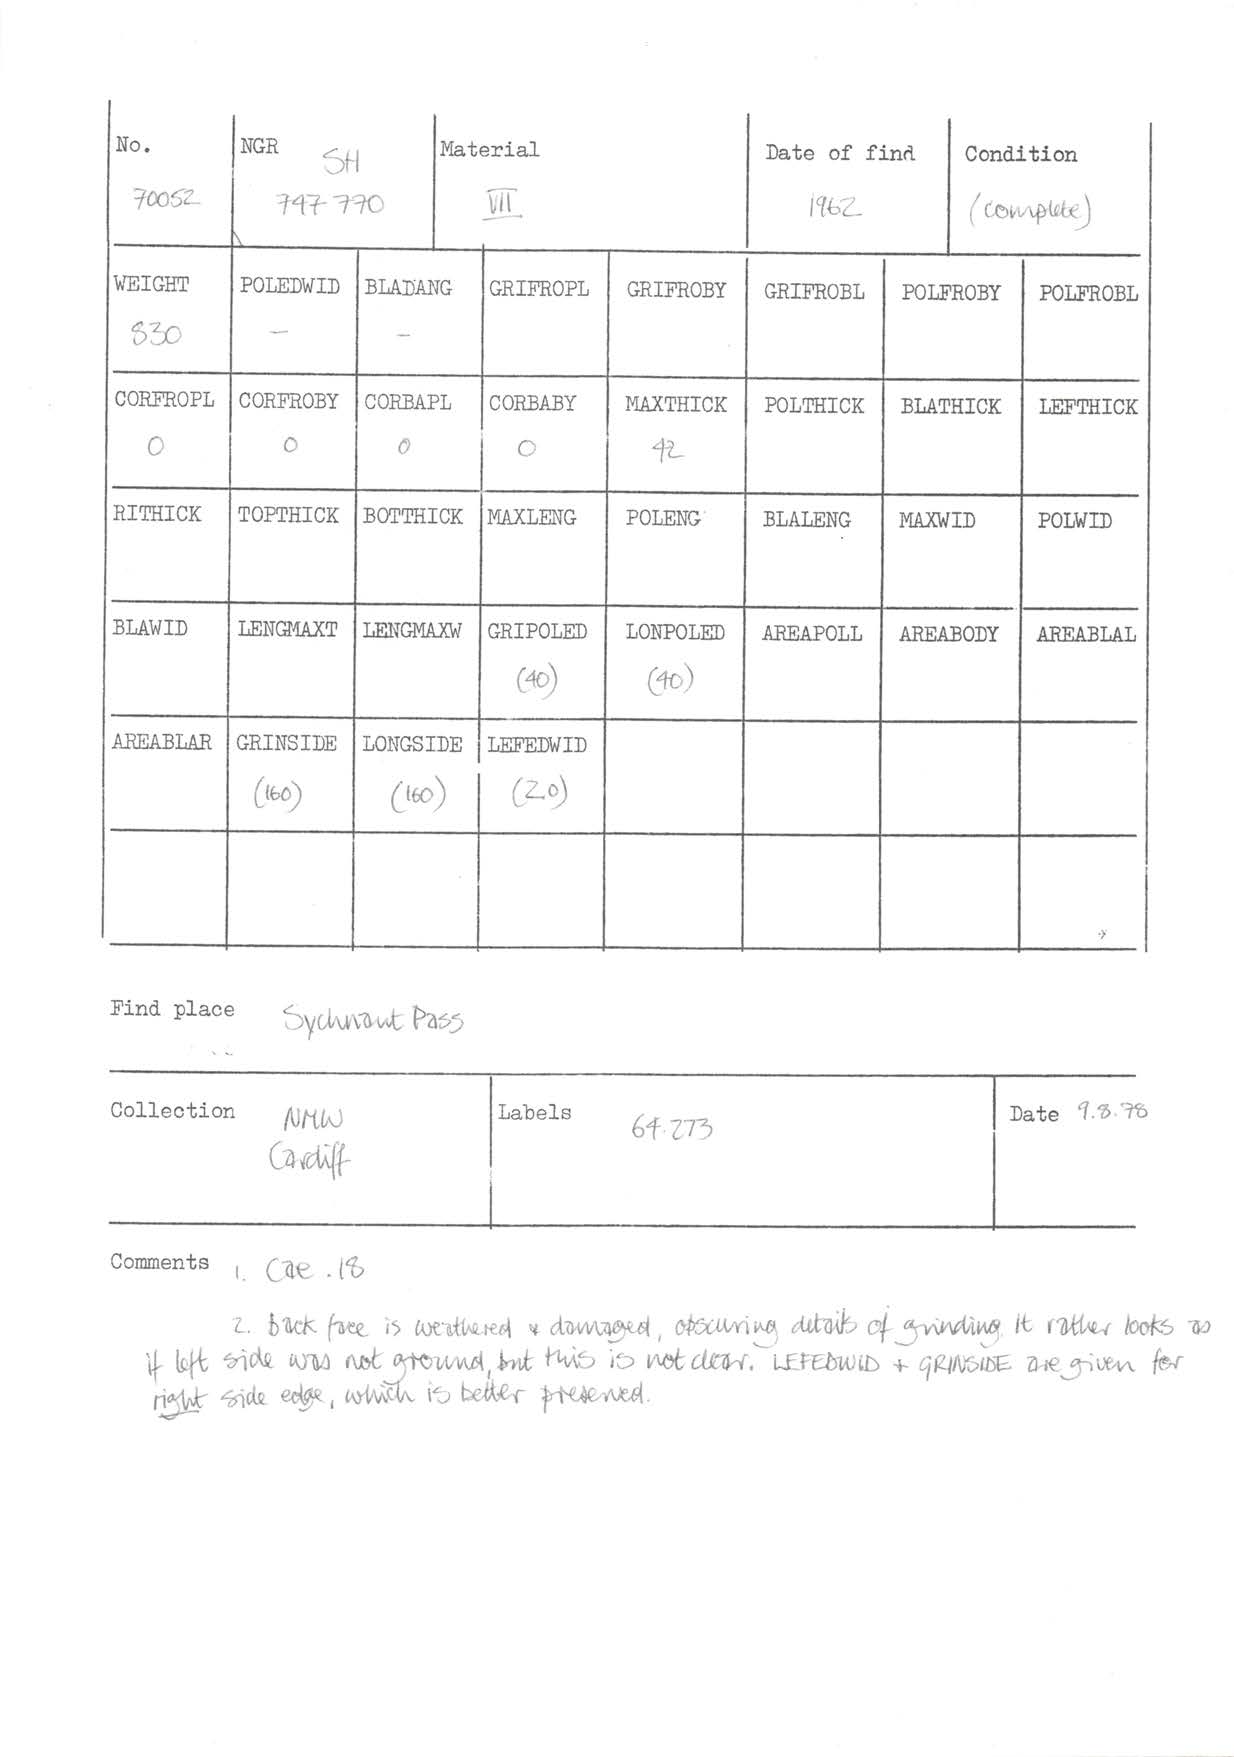 No. NGR SH Material Date of find Condition
70052 747 770 VII 1962 (complete)
WEIGHT POLEDWID BLADANG GRIFROPL GRIFROBY GRIFROBL POLFROBY POLFROBL
830 – –
CORFROPL CORFROBY CORBAPL CORBABY MAXTHICK POLTHICK BLATHICK LEFTHICK
0 0 0 0 42
RITHICK TOPTHICK BOTTHICK MAXLENG POLENG BLALENG MAXWID POLWID
BLAWID LENGMAXT LENGMAXW GRIPOLED LONPOLED AREAPOLL AREABODY AREABLAL
(40) (40)
AREABLAR GRINSIDE LONGSIDE LEFEDWID
(160) (160) (2.0)
Find place Sychnant Pass
Collection NMW Labels 64.273 Date 9.8.78
Cardiff
Comments 1. Cae .18
2. back face is weathered & damaged, obscuring details of grinding. It rather looks as
if left side was not ground, but this is not clear. LEFEDWID + GRINSIDE are given for
right side edge, which is better preserved.